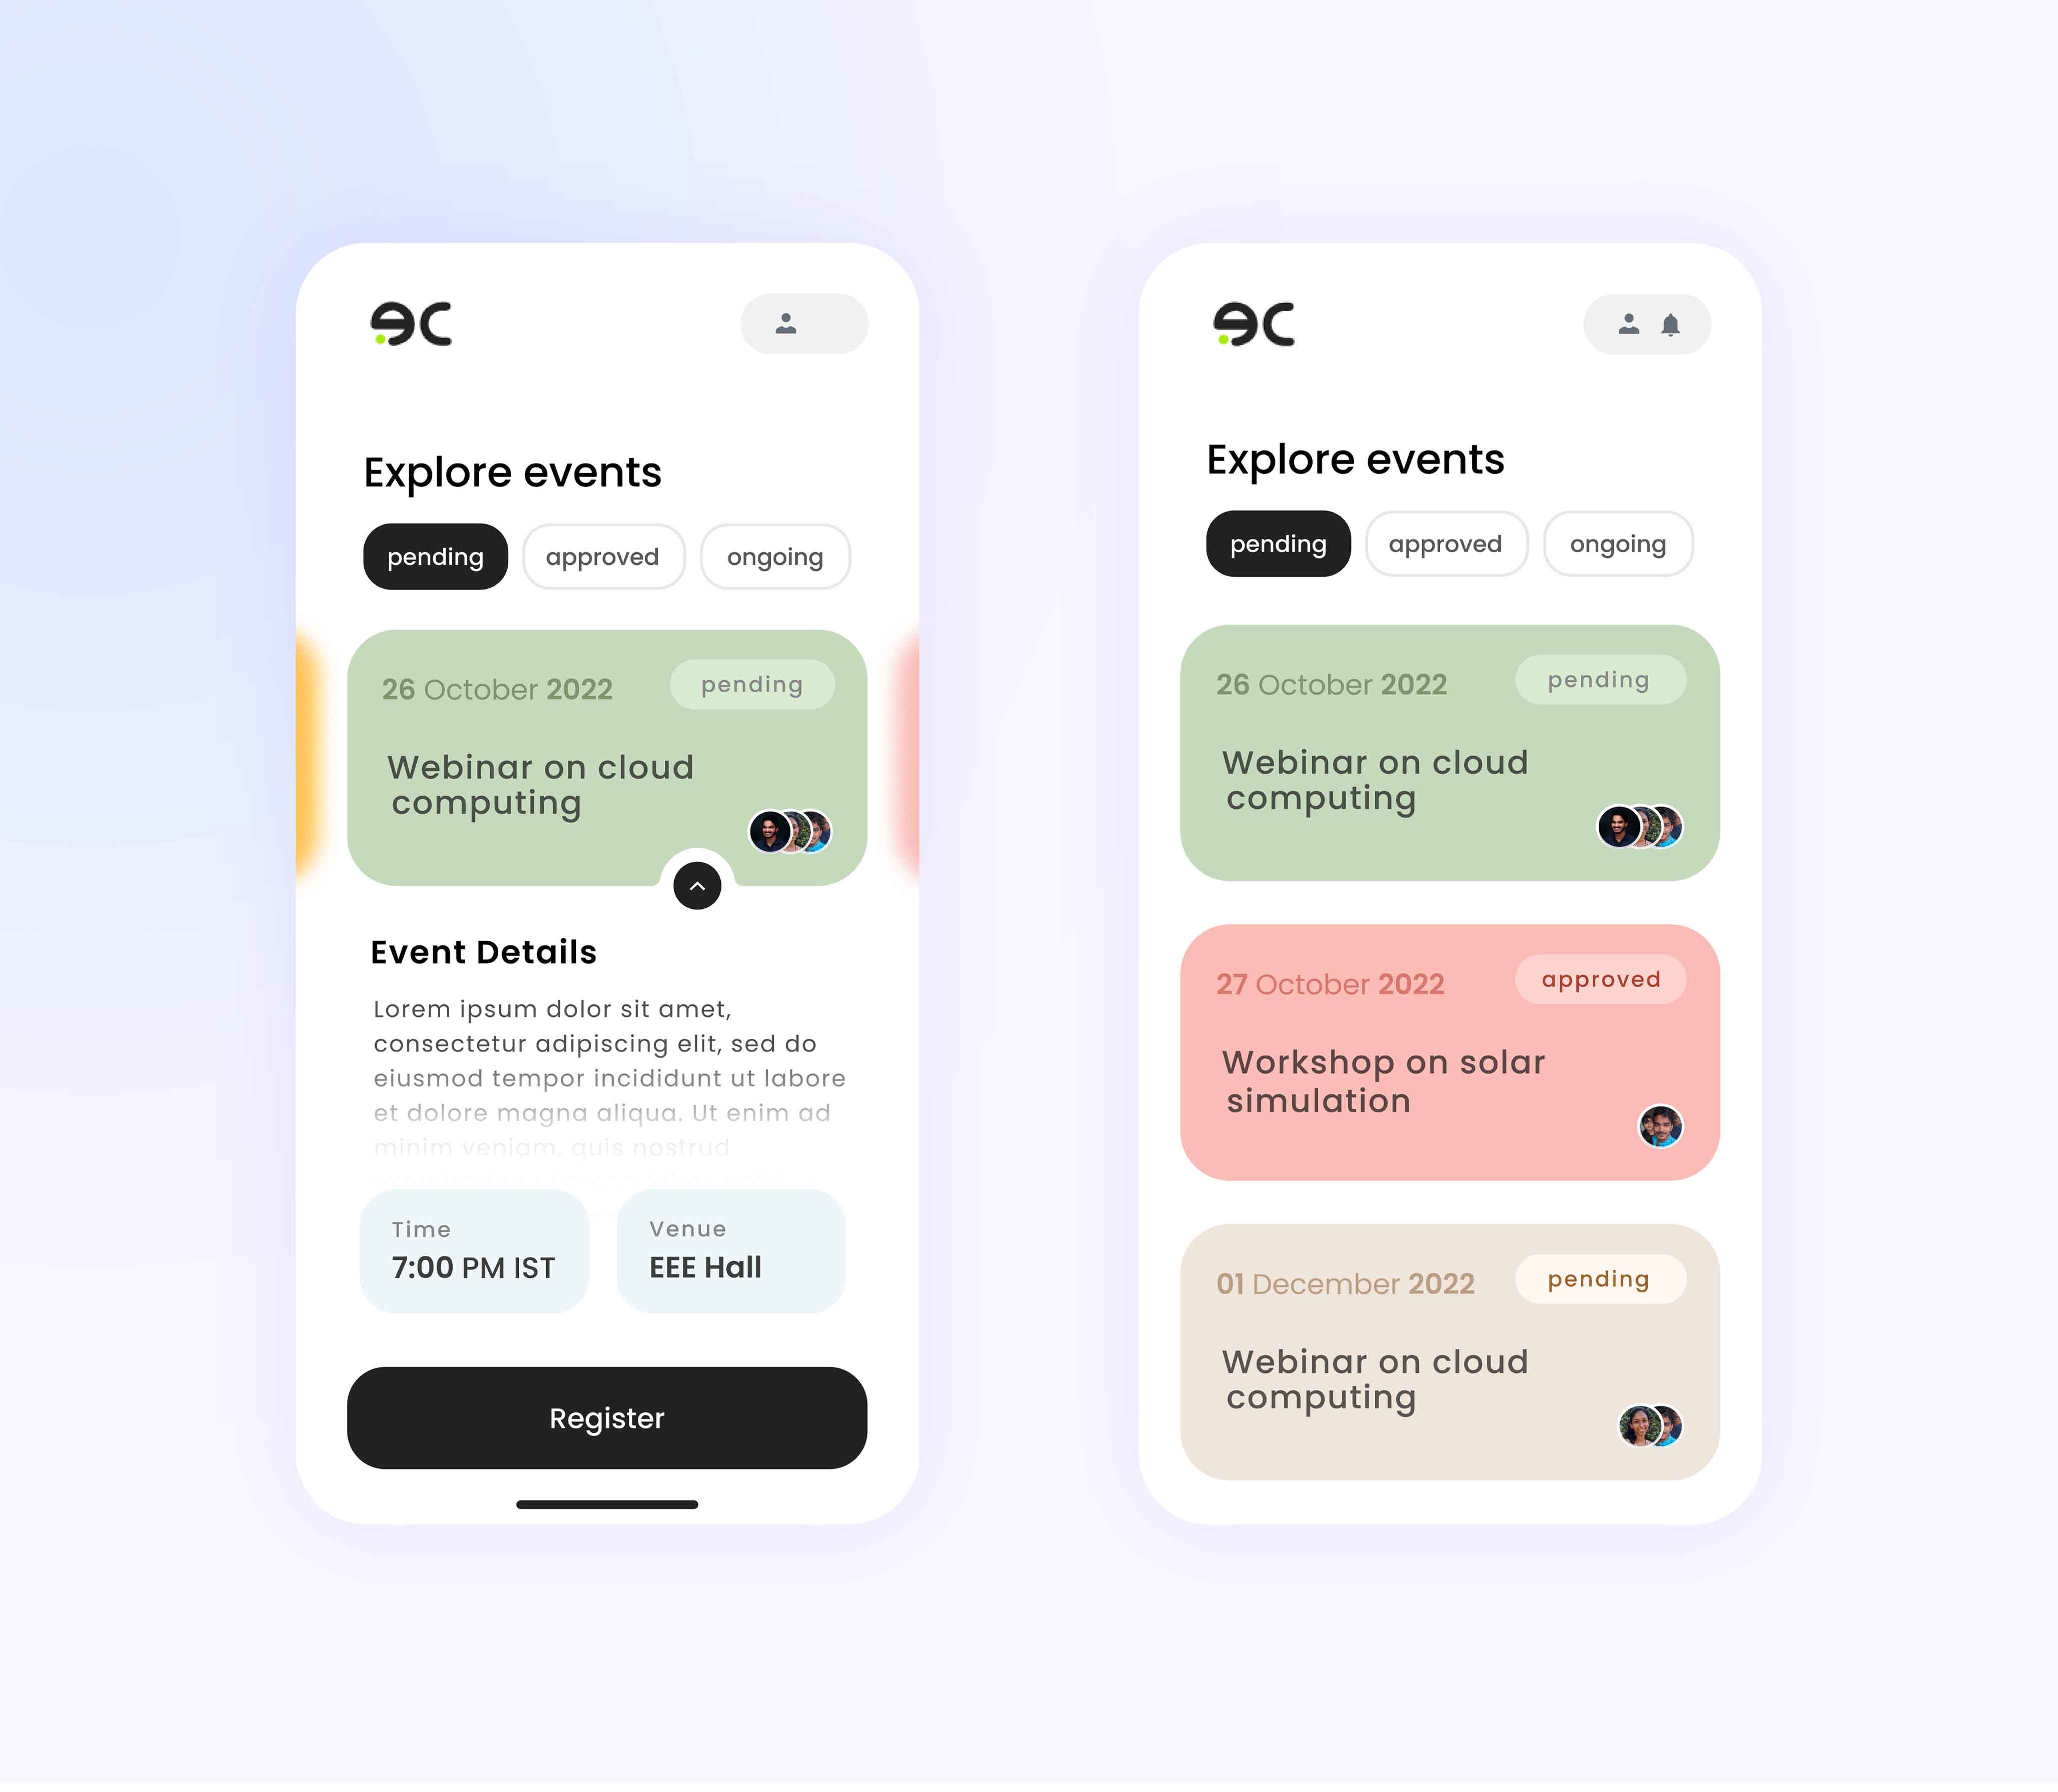 ec
Explore events
pending
approved
ongoing
26 October 2022
pending
Webinar on cloud
computing
Event Details
Lorem ipsum dolor sit amet,
consectetur adipiscing elit, sed do
eiusmod tempor incididunt ut labore
et dolore magna aliqua. Ut enim ad
minim veniam, quis nostrud
Time
7:00 PM IST
Venue
EEE Hall
Register
ec
Explore events
pending
approved
ongoing
26 October 2022
pending
Webinar on cloud
computing
27 October 2022
approved
Workshop on solar
simulation
01 December 2022
pending
Webinar on cloud
computing